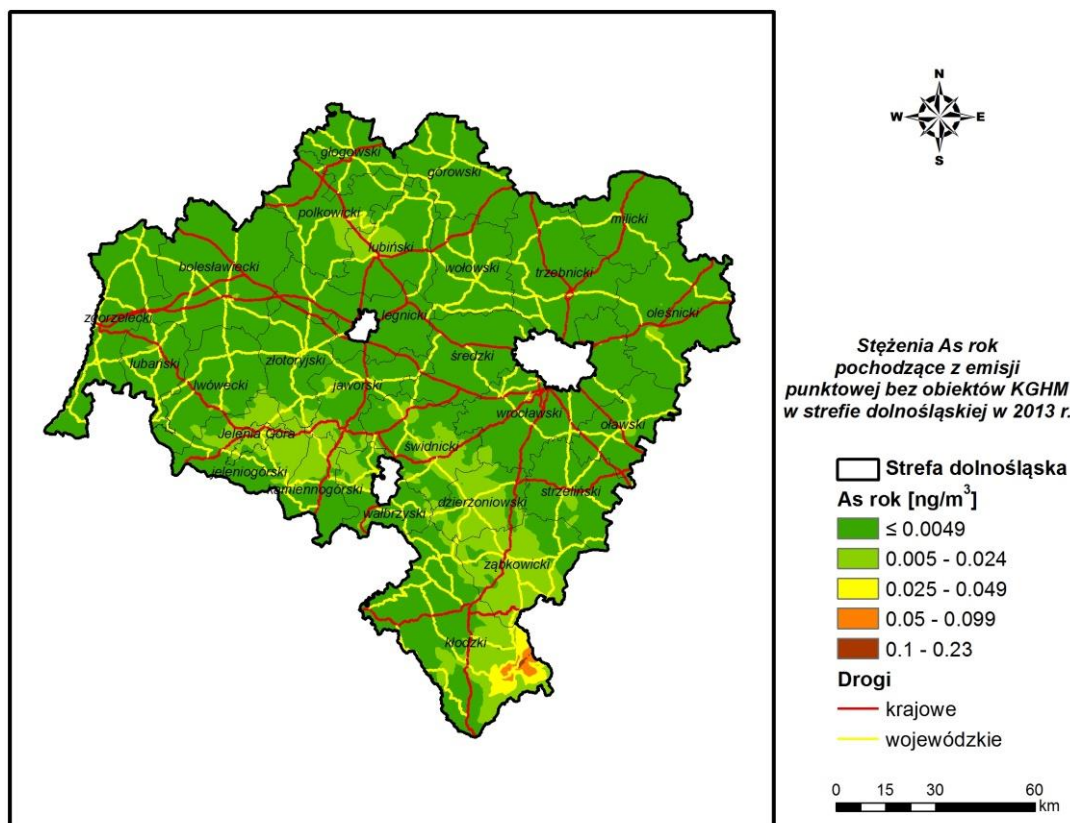 głogowski
górowski
polkowicki
lubiński
milicki
bolesławiecki
wołowski
trzebnicki
zgorzelecki
legnicki
oleśnicki
lubański
złotoryjski
średzki
lwówecki
jaworski
wrocławski
oławski
Jelenia Góra
świdnicki
jeleniogórski
kamiennogórski
dzierżoniowski
strzeliński
wałbrzyski
ząbkowicki
kłodzki
N
W E
S
Stężenia As rok
pochodzące z emisji
punktowej bez obiektów KGHM
w strefie dolnośląskiej w 2013 r.
Strefa dolnośląska
As rok [ng/m³]
≤ 0.0049
0.005 - 0.024
0.025 - 0.049
0.05 - 0.099
0.1 - 0.23
Drogi
krajowe
wojewódzkie
0 15 30 60
km